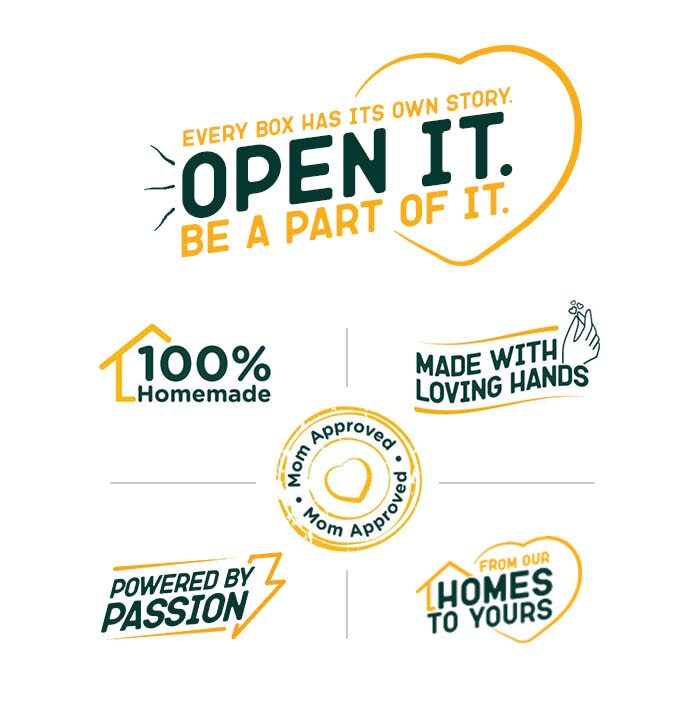 EVERY BOX HAS ITS OWN STORY.
OPEN IT.
BE A PART OF IT.
100%
Homemade
MADE WITH
LOVING HANDS
Mom Approved • Mom Approved •
POWERED BY
PASSION
FROM OUR
HOMES
TO YOURS